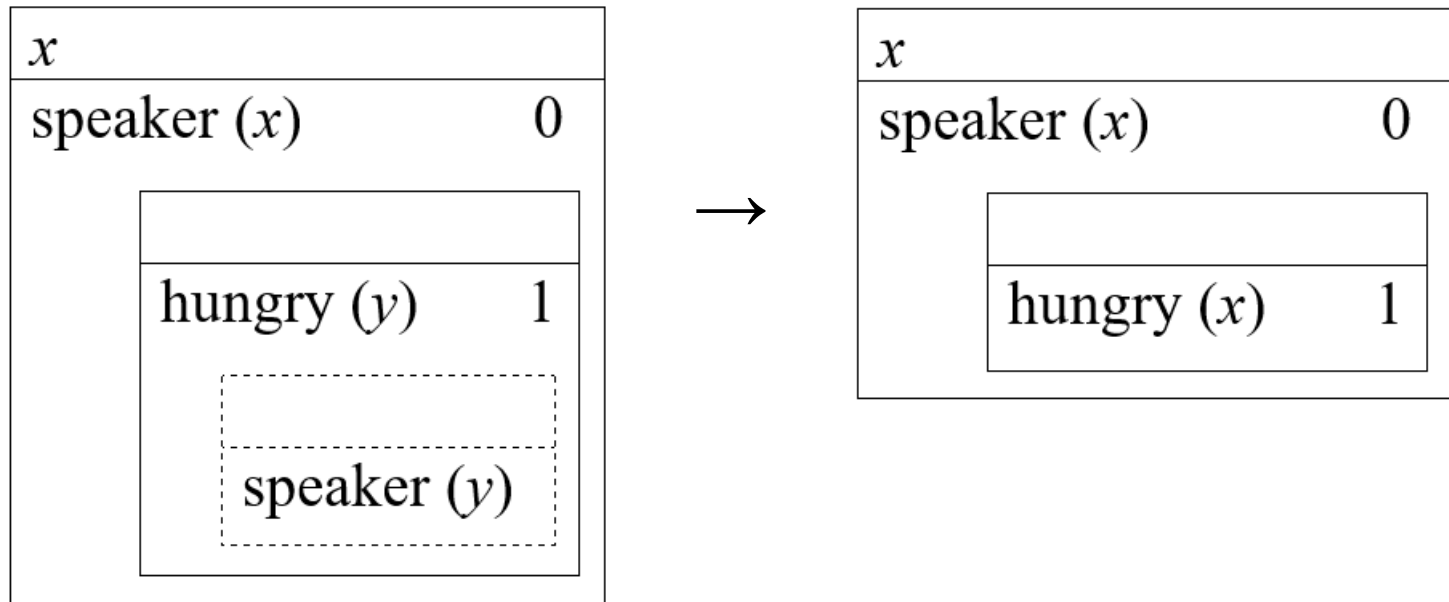 x
speaker (x) 0
hungry (y) 1
speaker (y)
→
x
speaker (x) 0
hungry (x) 1